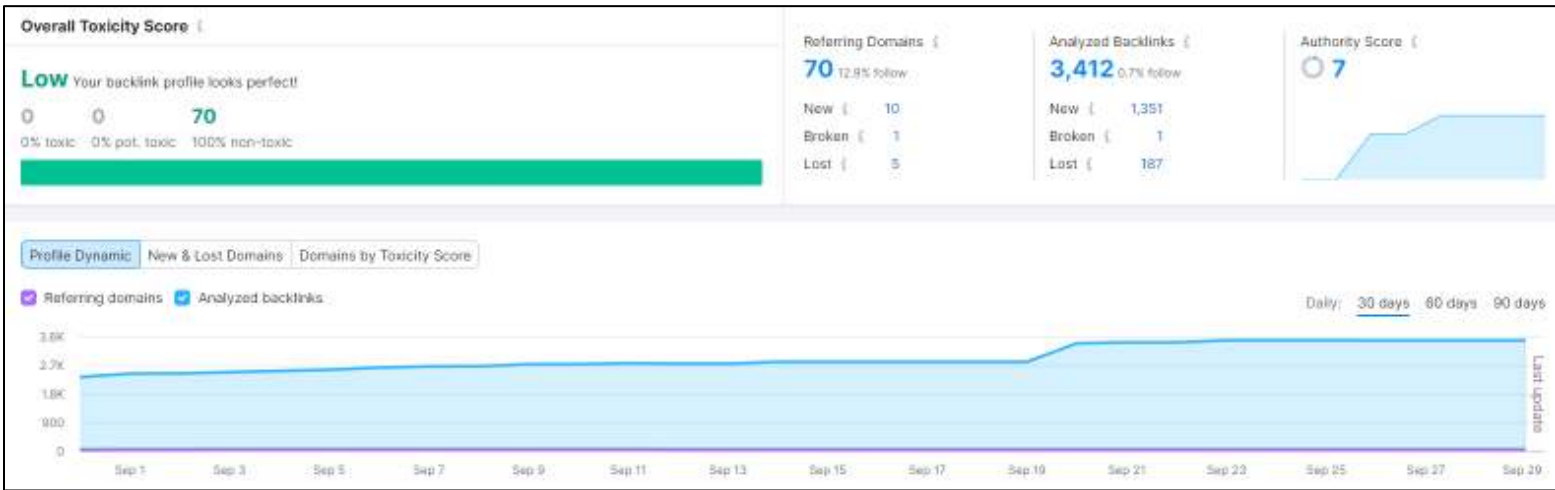 Overall Toxicity Score
Low Your backlink profile looks perfect!
0 0 70
0% toxic 0% pot. toxic 100% non-toxic
Referring Domains
70 12.9% follow
New 10
Broken 1
Lost 5
Analyzed Backlinks
3,412 0.7% follow
New 1,351
Broken 1
Lost 187
Authority Score
7
Profile Dynamic New & Lost Domains Domains by Toxicity Score
Referring domains Analyzed backlinks
Daily: 30 days 60 days 90 days
3.6K
2.7K
1.8K
900
0
Last update
Sep 1 Sep 3 Sep 5 Sep 7 Sep 9 Sep 11 Sep 13 Sep 15 Sep 17 Sep 19 Sep 21 Sep 23 Sep 25 Sep 27 Sep 29